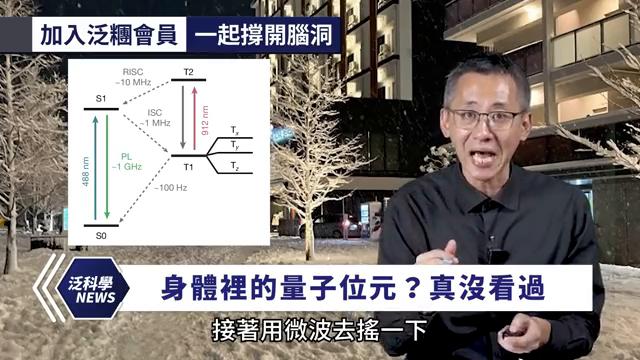 加入泛糰會員
一起撐開腦洞
RISC
~10 MHz
T2
S1
ISC
~1 MHz
912 nm
Tx
Ty
Tz
488 nm
PL
~1 GHz
T1
~100 Hz
S0
泛科學
NEWS
身體裡的量子位元？真沒看過
接著用微波去搖一下